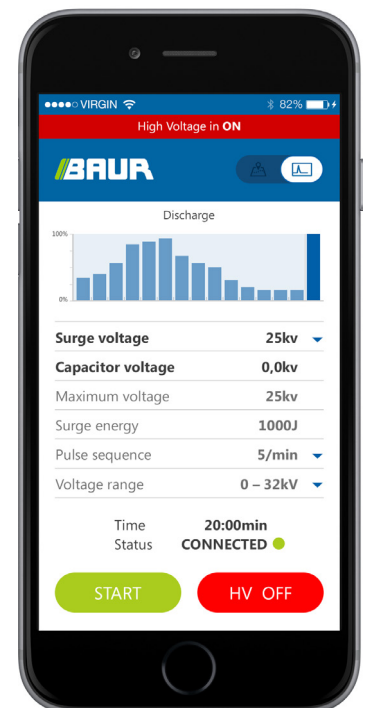 VIRGIN 82%
High Voltage in ON
BAUR
Discharge
100%
0%
Surge voltage 25kv
Capacitor voltage 0,0kv
Maximum voltage 25kv
Surge energy 1000J
Pulse sequence 5/min
Voltage range 0 – 32kV
Time 20:00min
Status CONNECTED
START HV OFF